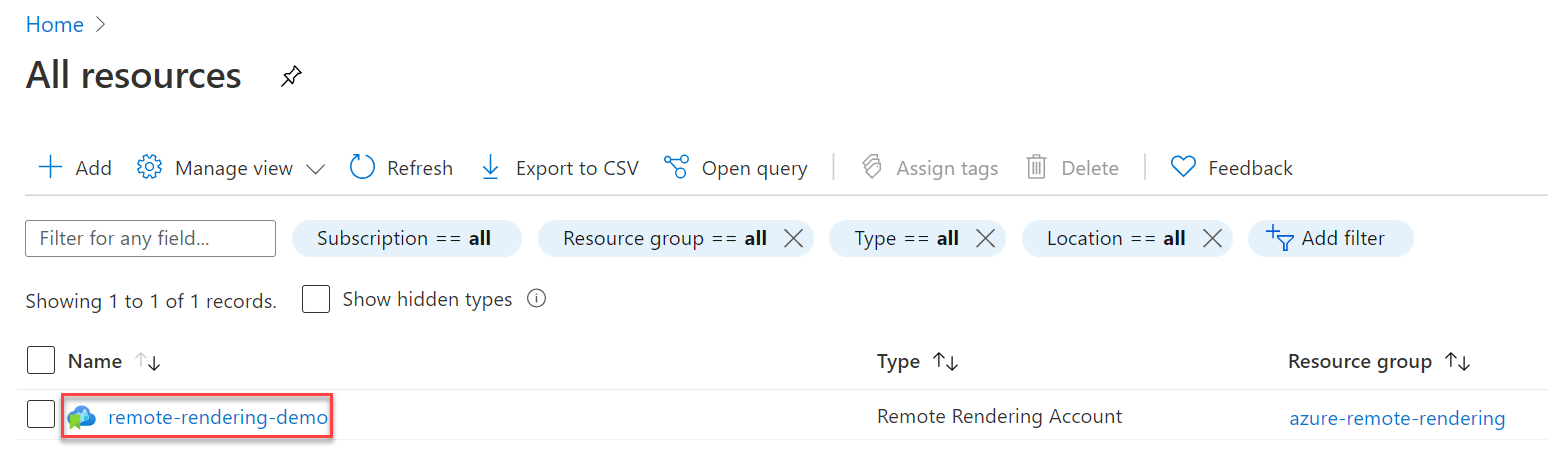 Home
All resources
Add Manage view Refresh Export to CSV Open query Assign tags Delete Feedback
Filter for any field... Subscription == all Resource group == all Type == all Location == all Add filter
Showing 1 to 1 of 1 records. Show hidden types
Name Type Resource group
remote-rendering-demo Remote Rendering Account azure-remote-rendering